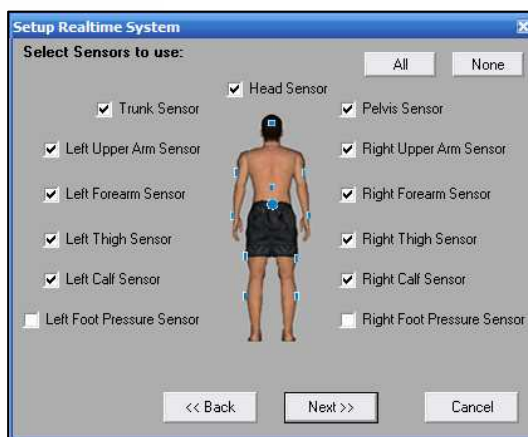 Setup Realtime System
Select Sensors to use:
All None
Head Sensor
Trunk Sensor Pelvis Sensor
Left Upper Arm Sensor Right Upper Arm Sensor
Left Forearm Sensor Right Forearm Sensor
Left Thigh Sensor Right Thigh Sensor
Left Calf Sensor Right Calf Sensor
Left Foot Pressure Sensor Right Foot Pressure Sensor
<< Back Next >> Cancel